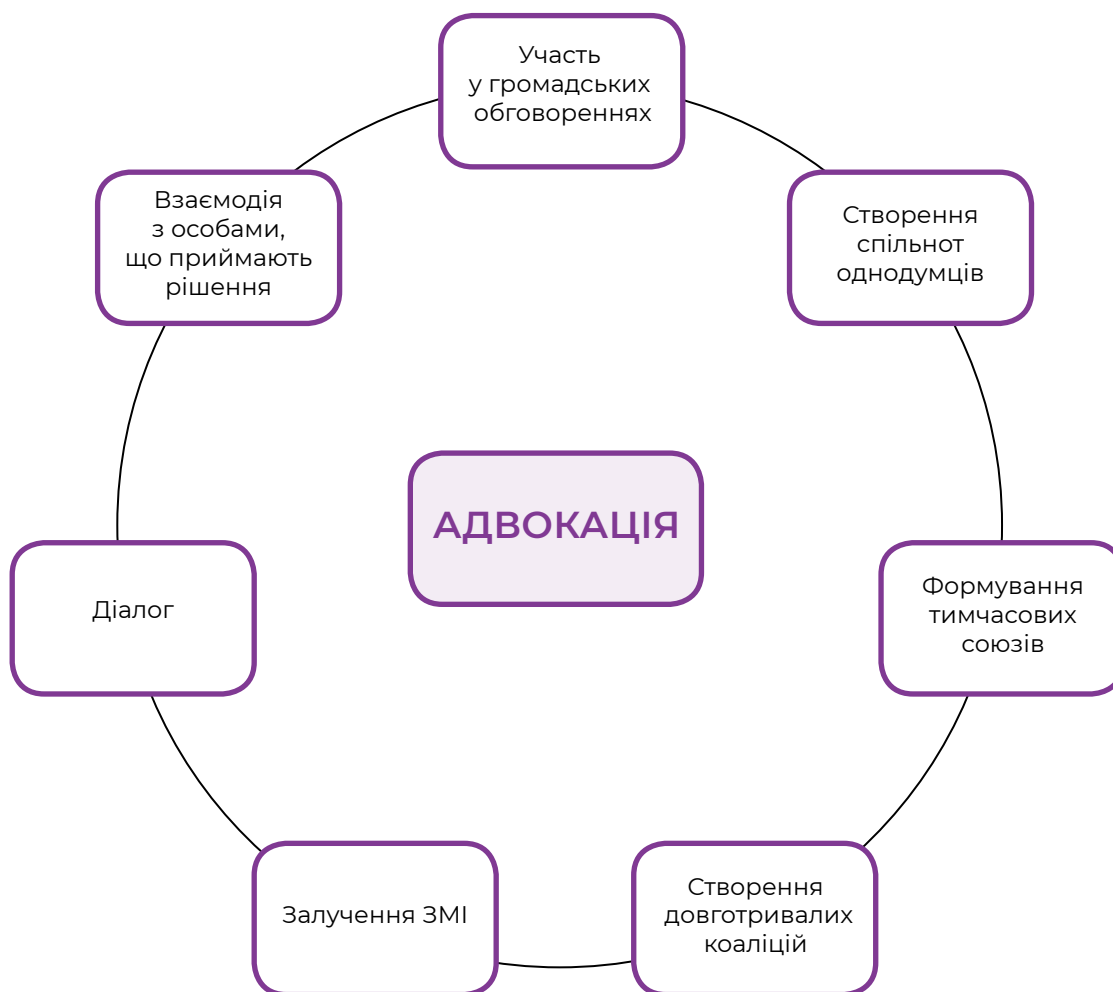 Участь
у громадських
обговореннях
Взаємодія
з особами,
що приймають
рішення
Створення
спільнот
однодумців
АДВОКАЦІЯ
Діалог
Формування
тимчасових
союзів
Залучення ЗМІ
Створення
довготривалих
коаліцій